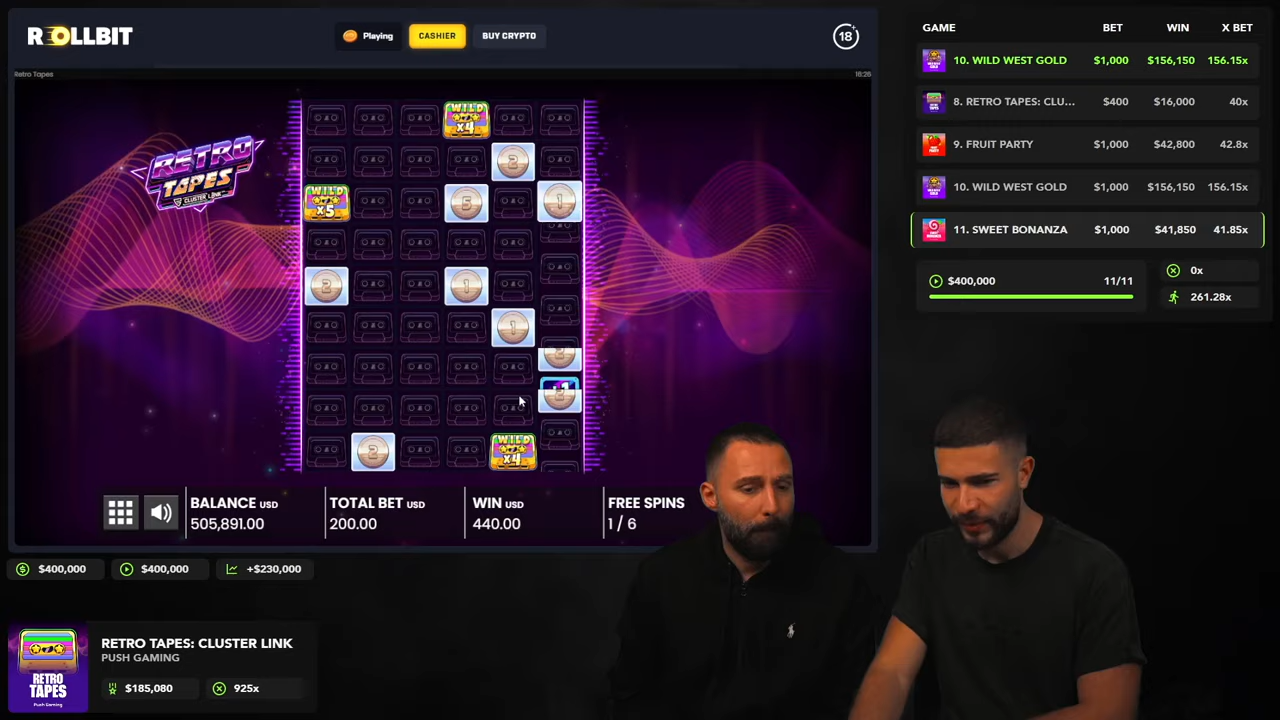 ROLLBIT
Playing
CASHIER
BUY CRYPTO
18+
Retro Tapes
RETRO
TAPES
CLUSTER LINK
WILD
x4
2
WILD
x5
5
1
2
1
1
2
2
2
WILD
x4
BALANCE USD
505,891.00
TOTAL BET USD
200.00
WIN USD
440.00
FREE SPINS
1 / 6
$400,000
$400,000
+$230,000
RETRO
TAPES
Push Gaming
RETRO TAPES: CLUSTER LINK
PUSH GAMING
$185,080
925x
GAME BET WIN X BET
10. WILD WEST GOLD $1,000 $156,150 156.15x
8. RETRO TAPES: CLU... $400 $16,000 40x
9. FRUIT PARTY $1,000 $42,800 42.8x
10. WILD WEST GOLD $1,000 $156,150 156.15x
11. SWEET BONANZA $1,000 $41,850 41.85x
$400,000 11/11
0x
261.28x